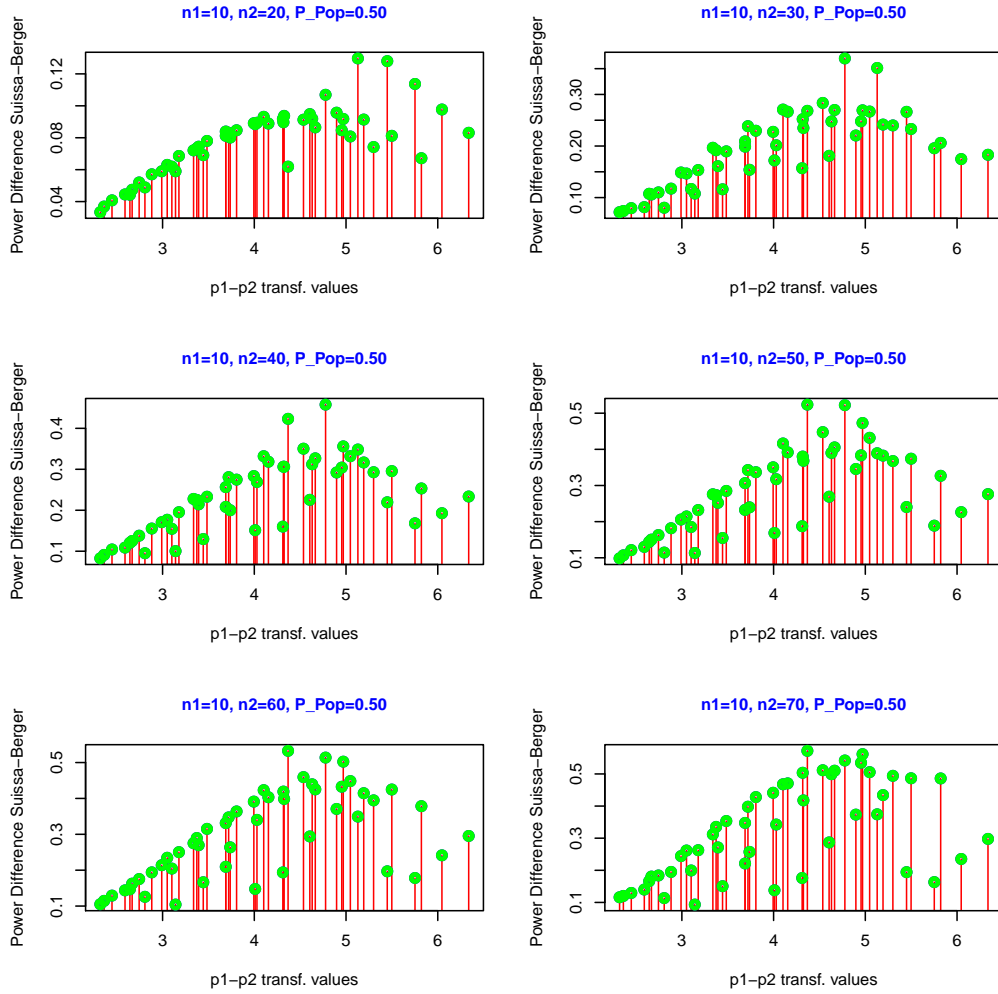 n1=10, n2=20, P_Pop=0.50
Power Difference Suissa−Berger
0.04
0.08
0.12
3
4
5
6
p1−p2 transf. values
n1=10, n2=30, P_Pop=0.50
Power Difference Suissa−Berger
0.10
0.20
0.30
3
4
5
6
p1−p2 transf. values
n1=10, n2=40, P_Pop=0.50
Power Difference Suissa−Berger
0.1
0.2
0.3
0.4
3
4
5
6
p1−p2 transf. values
n1=10, n2=50, P_Pop=0.50
Power Difference Suissa−Berger
0.1
0.3
0.5
3
4
5
6
p1−p2 transf. values
n1=10, n2=60, P_Pop=0.50
Power Difference Suissa−Berger
0.1
0.3
0.5
3
4
5
6
p1−p2 transf. values
n1=10, n2=70, P_Pop=0.50
Power Difference Suissa−Berger
0.1
0.3
0.5
3
4
5
6
p1−p2 transf. values